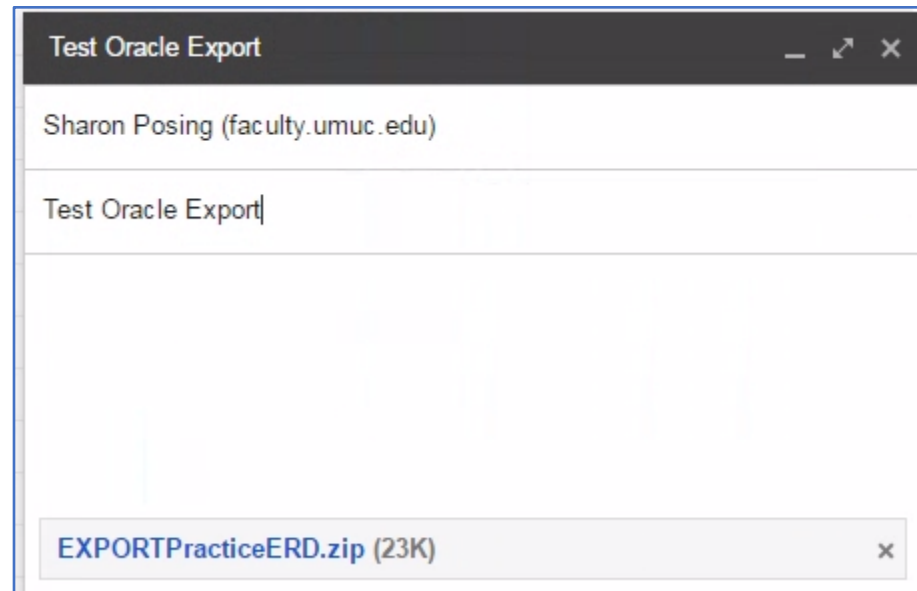 Test Oracle Export
Sharon Posing (faculty.umuc.edu)
Test Oracle Export
EXPORTPracticeERD.zip (23K)